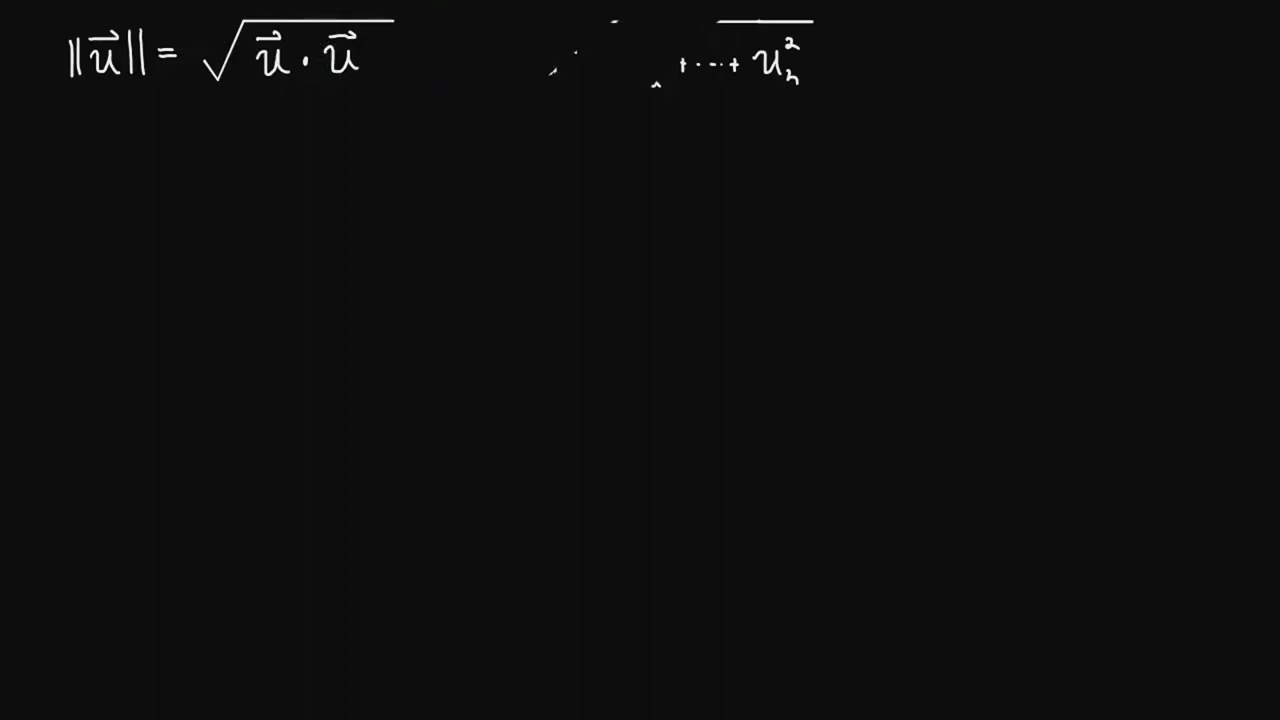 ‖u⃗‖ = √(u⃗ · u⃗) + ··· + uₙ²